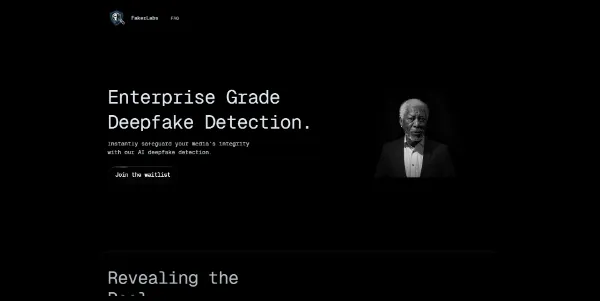 FakerLabs
FAQ
Enterprise Grade
Deepfake Detection.
Instantly safeguard your media's integrity
with our AI deepfake detection.
Join the waitlist
Revealing the